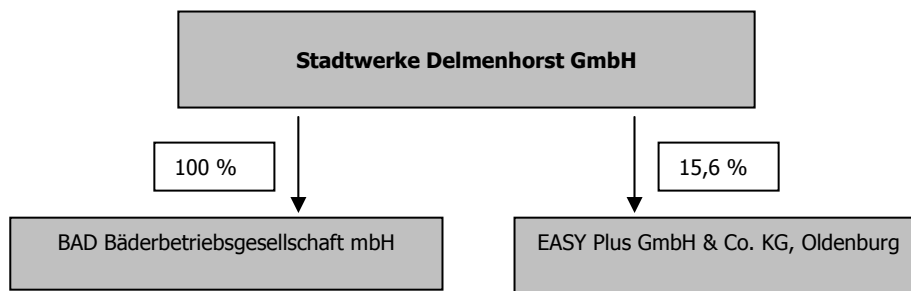 Stadtwerke Delmenhorst GmbH
100 %
15,6 %
BAD Bäderbetriebsgesellschaft mbH
EASY Plus GmbH & Co. KG, Oldenburg